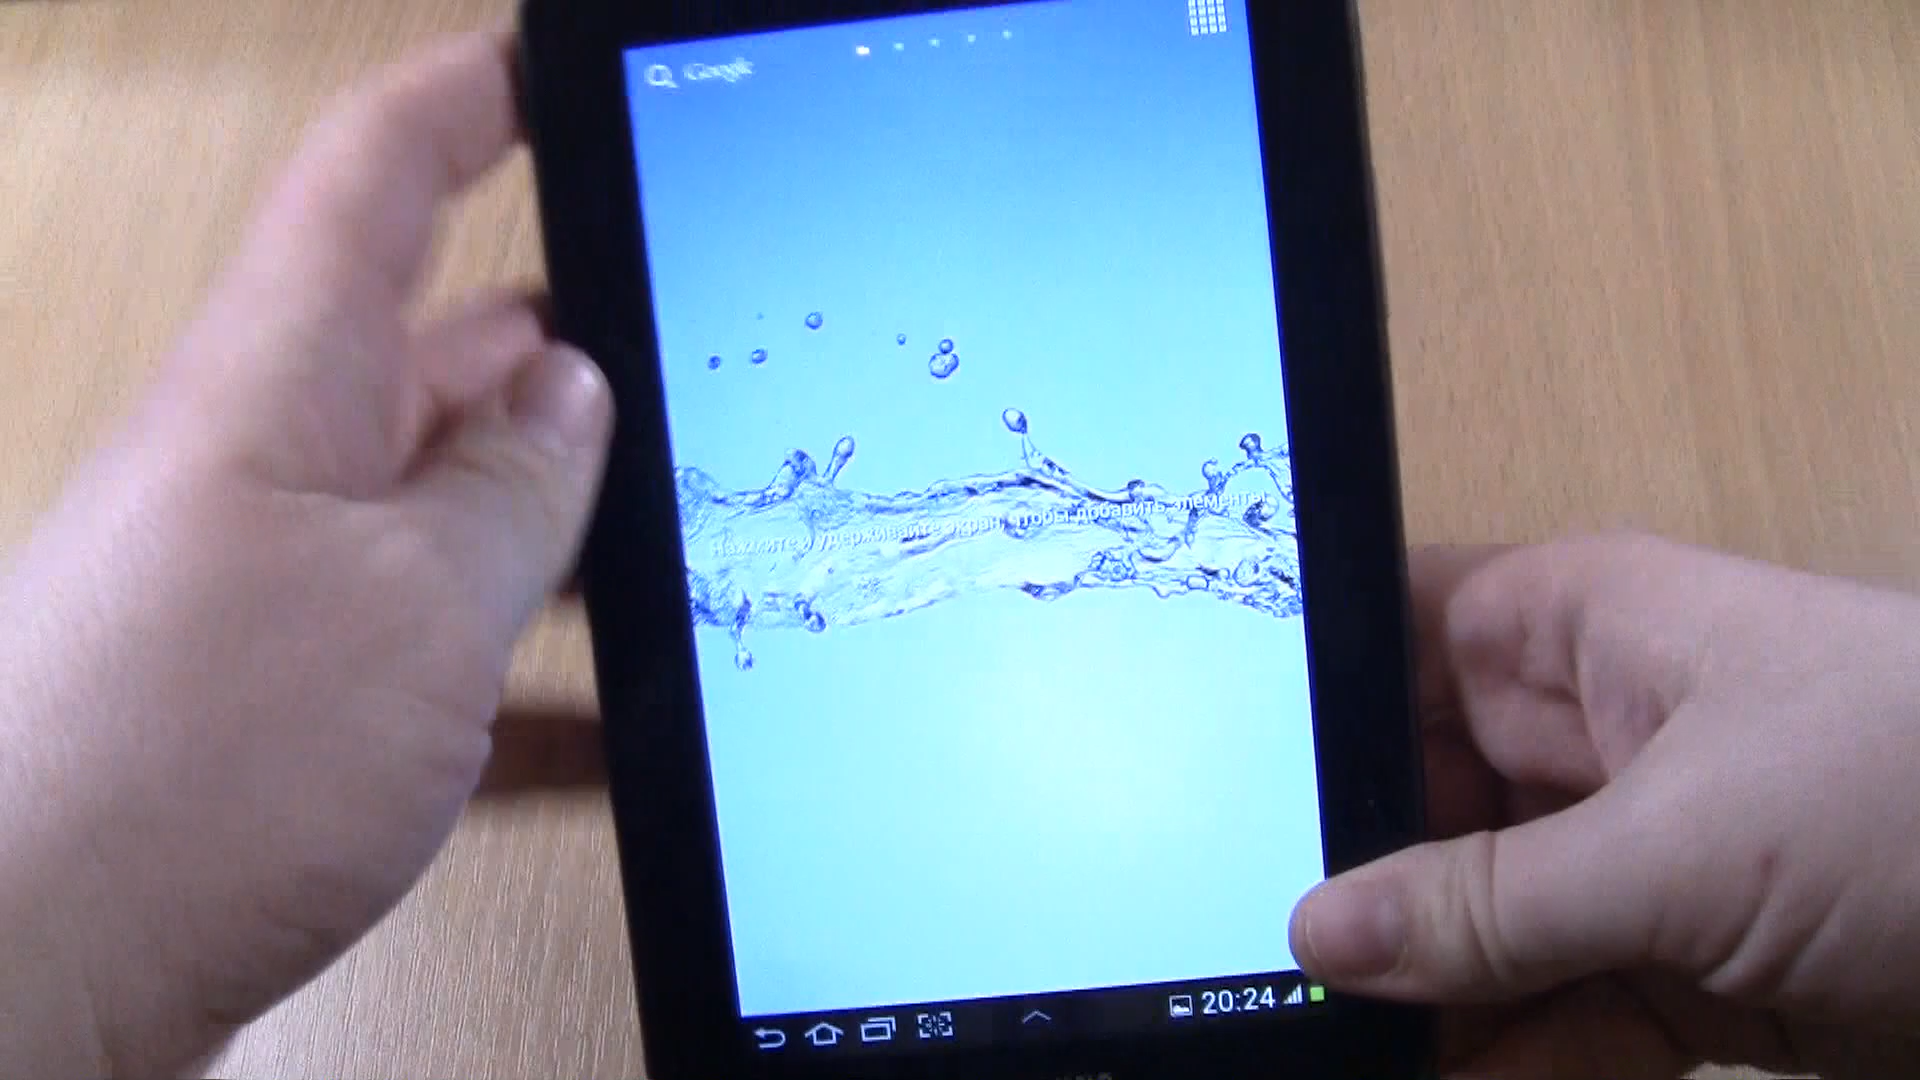 Google
Нажмите и удерживайте экран, чтобы добавить элементы
20:24